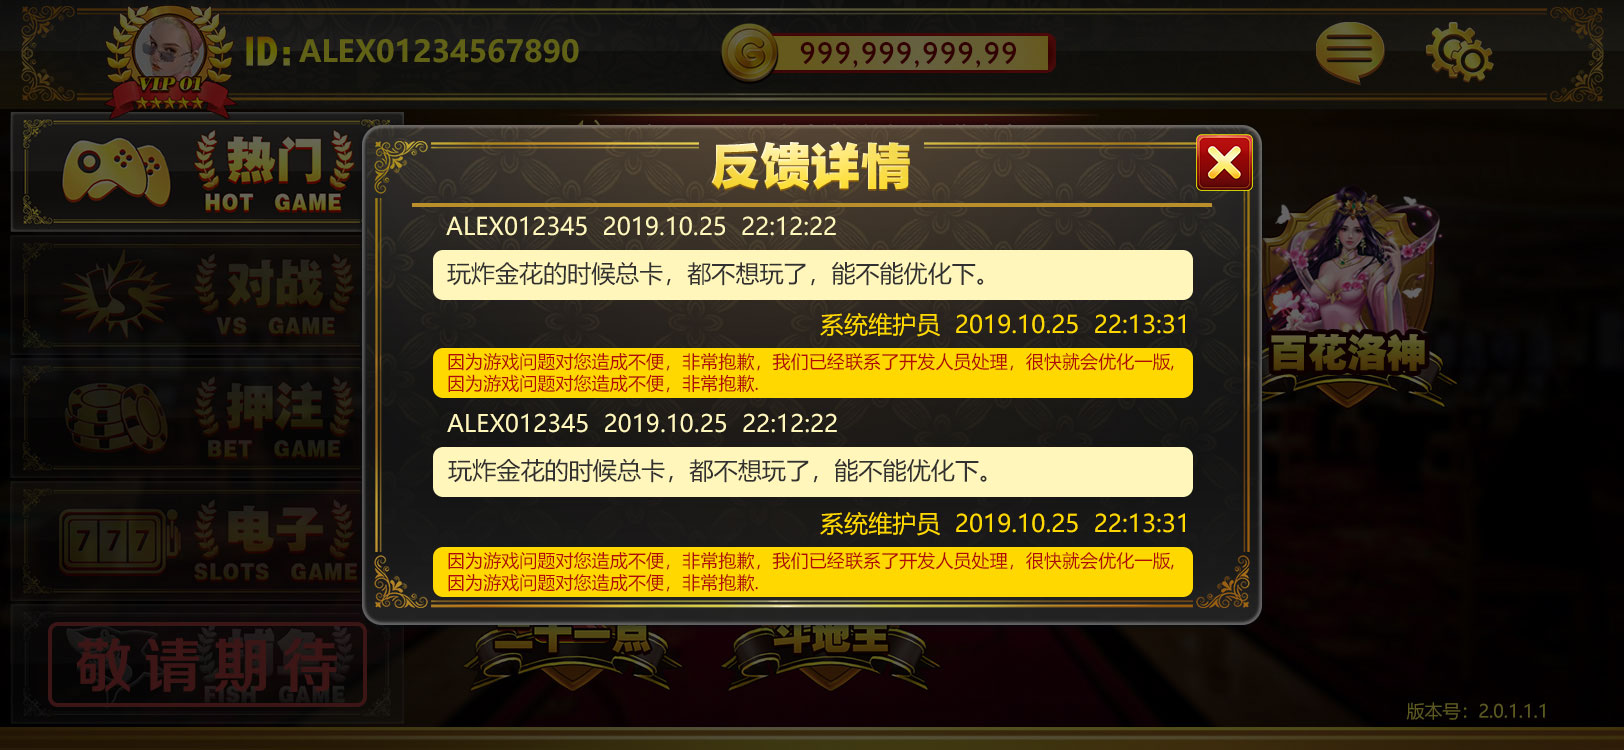 VIP 01
ID: ALEX01234567890
999,999,999,99
热门
HOT GAME
对战
VS GAME
押注
BET GAME
777
电子
SLOTS GAME
敬请期待
FISH GAME
反馈详情
ALEX012345 2019.10.25 22:12:22
玩炸金花的时候总卡，都不想玩了，能不能优化下。
系统维护员 2019.10.25 22:13:31
因为游戏问题对您造成不便，非常抱歉，我们已经联系了开发人员处理，很快就会优化一版,
因为游戏问题对您造成不便，非常抱歉.
ALEX012345 2019.10.25 22:12:22
玩炸金花的时候总卡，都不想玩了，能不能优化下。
系统维护员 2019.10.25 22:13:31
因为游戏问题对您造成不便，非常抱歉，我们已经联系了开发人员处理，很快就会优化一版,
因为游戏问题对您造成不便，非常抱歉.
百花洛神
二十一点
斗地主
版本号：2.0.1.1.1